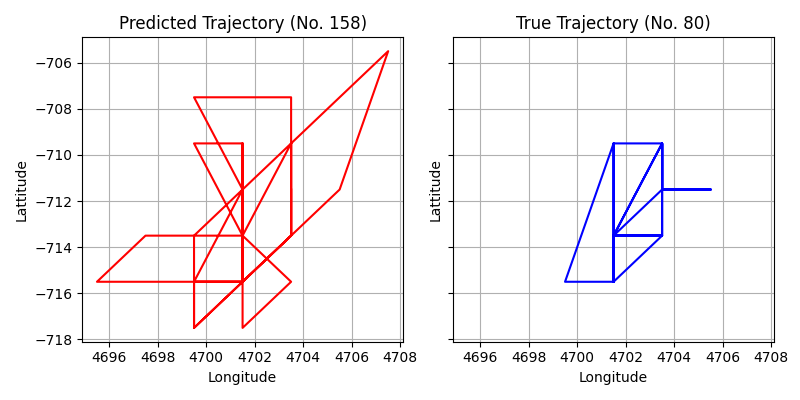 Predicted Trajectory (No. 158)
Lattitude
−706
−708
−710
−712
−714
−716
−718
4696 4698 4700 4702 4704 4706 4708
Longitude
True Trajectory (No. 80)
Lattitude
4696 4698 4700 4702 4704 4706 4708
Longitude